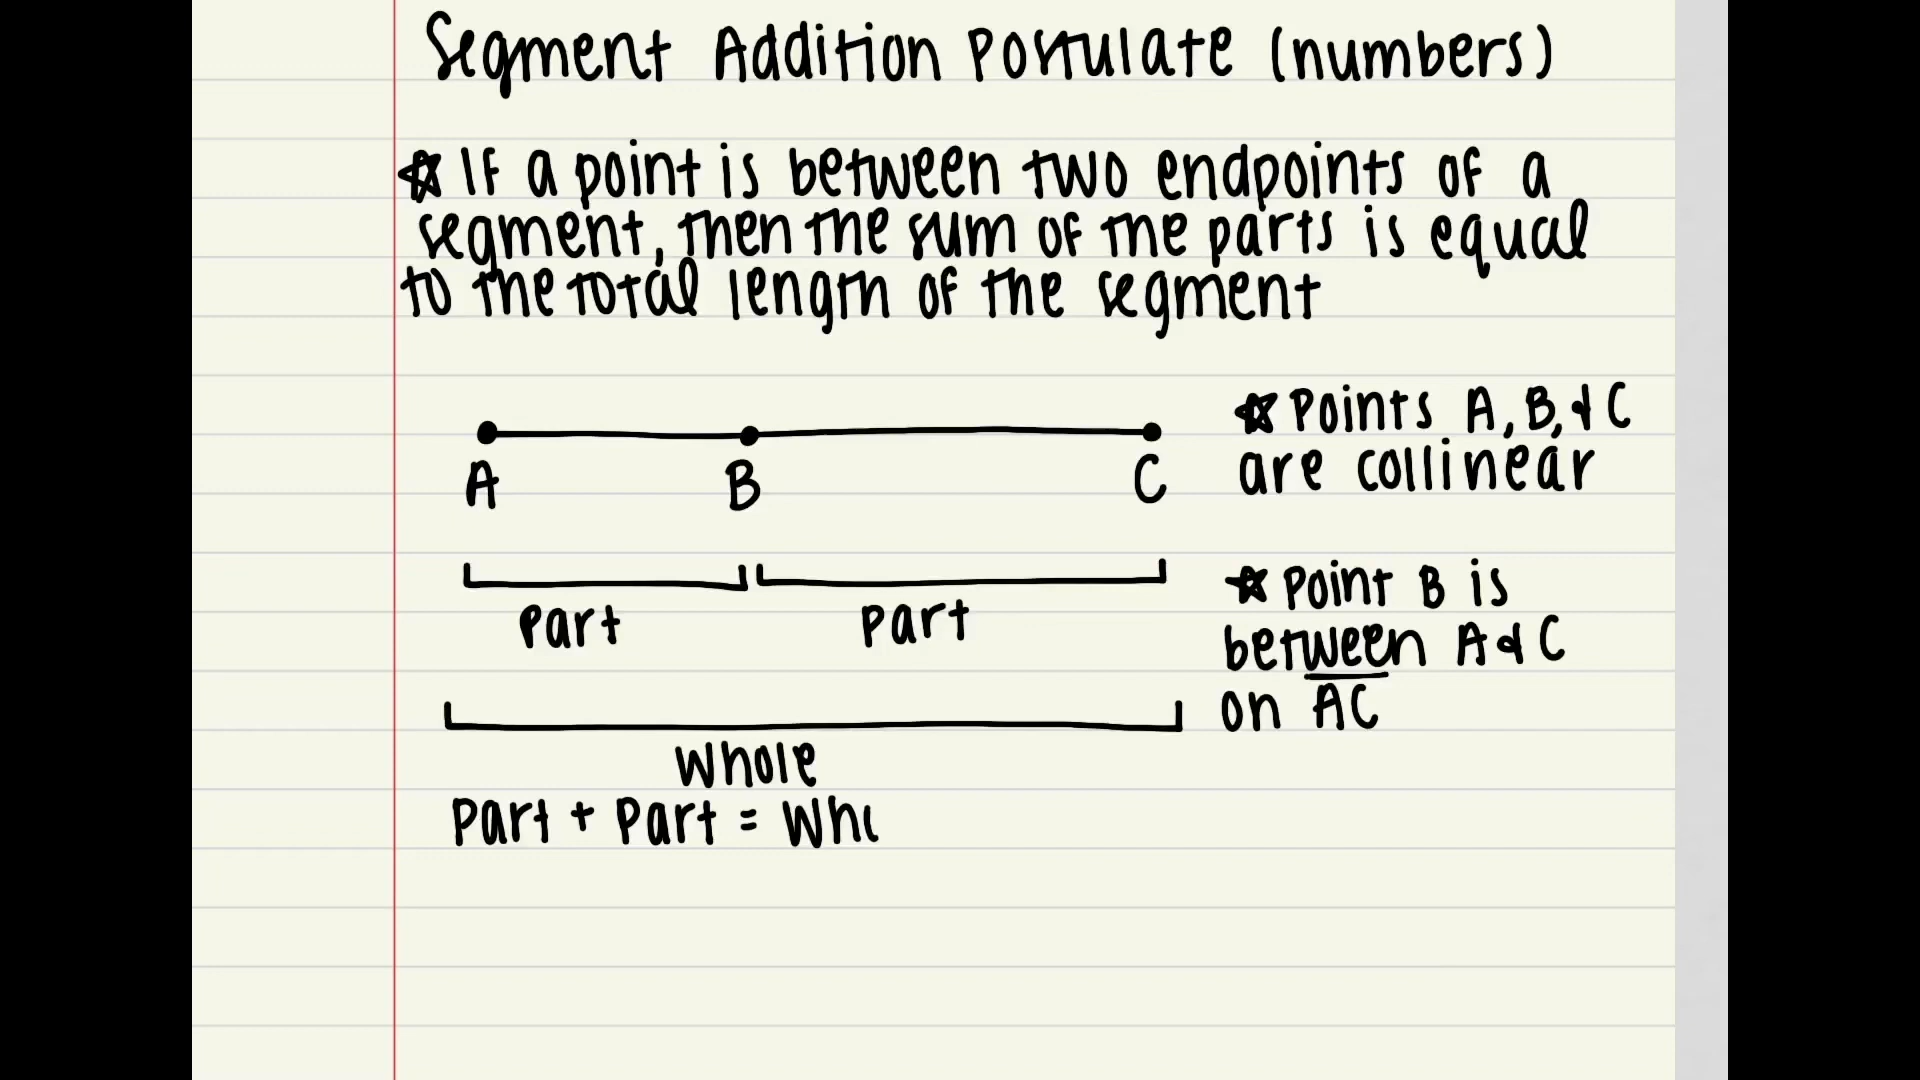 Segment Addition Postulate (numbers)
☆ If a point is between two endpoints of a
segment, then the sum of the parts is equal
to the total length of the segment
☆ Points A, B, & C
are collinear
A B C
☆ Point B is
between A & C
on A̅C̅
Part Part
Whole
Part + Part = Who